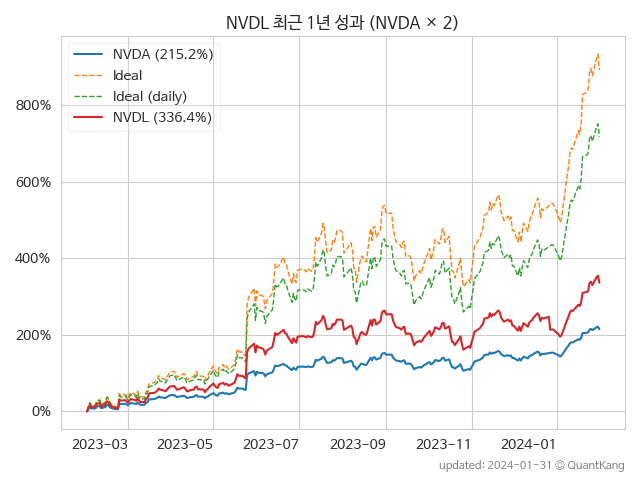 NVDL 최근 1년 성과 (NVDA × 2)
NVDA (215.2%)
Ideal
Ideal (daily)
NVDL (336.4%)
800%
600%
400%
200%
0%
2023−03 2023−05 2023−07 2023−09 2023−11 2024−01
updated: 2024-01-31 © QuantKang